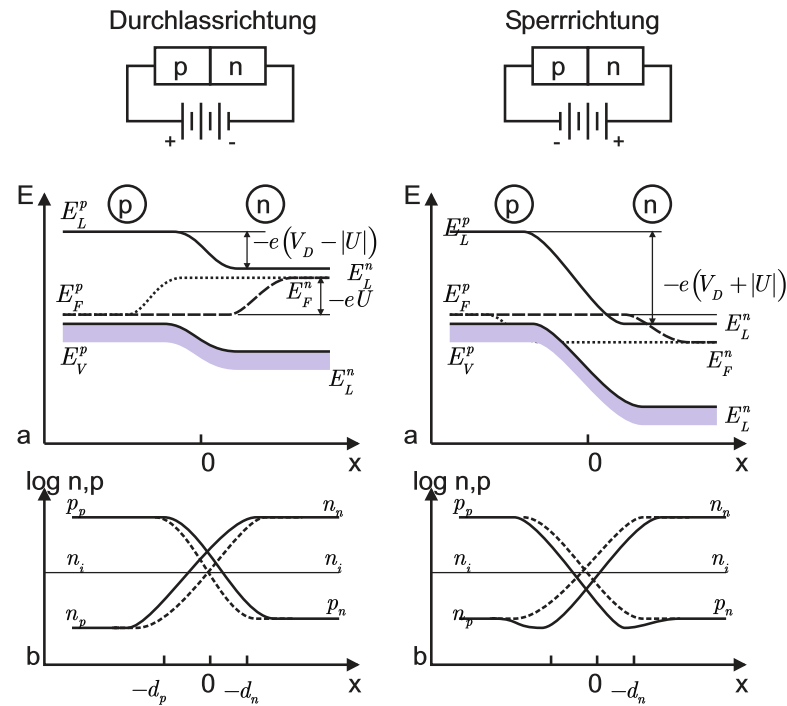 Durchlassrichtung
p n
+ -
E
p n
E_L^p
-e(V_D - |U|)
E_L^n
E_F^p
E_F^n
-eU
E_V^p
E_L^n
a
0 x
log n,p
p_p n_n
n_i n_i
n_p p_n
b
-d_p 0 -d_n x
Sperrrichtung
p n
- +
E
p n
E_L^p
-e(V_D + |U|)
E_F^p
E_L^n
E_V^p
E_F^n
E_L^n
a
0 x
log n,p
p_p n_n
n_i n_i
n_p p_n
b
0 -d_n x